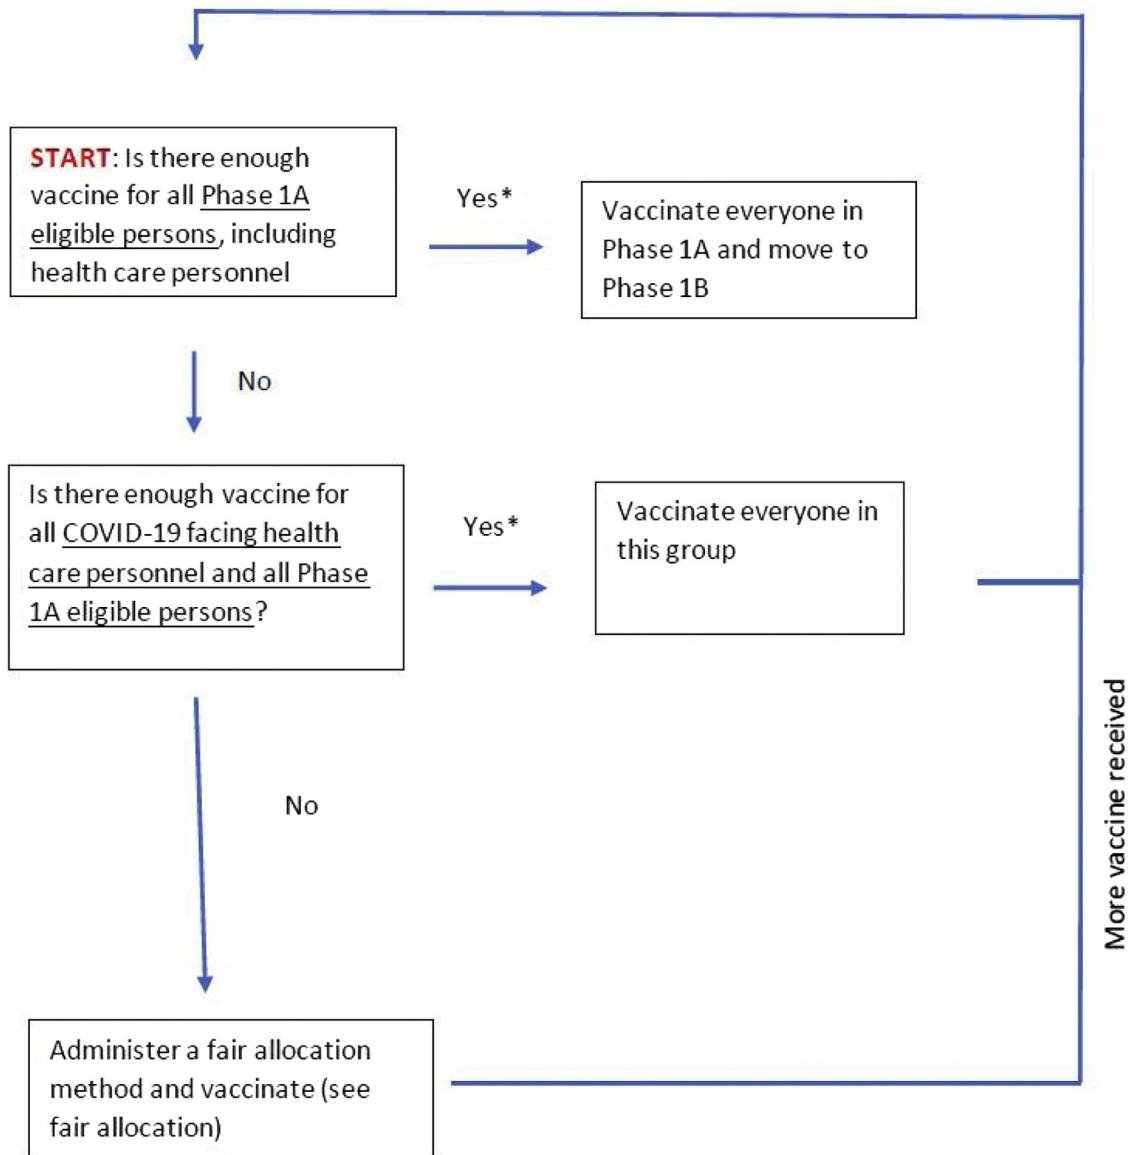 START: Is there enough
vaccine for all Phase 1A
eligible persons, including
health care personnel
Yes*
Vaccinate everyone in
Phase 1A and move to
Phase 1B
No
Is there enough vaccine for
all COVID-19 facing health
care personnel and all Phase
1A eligible persons?
Yes*
Vaccinate everyone in
this group
No
More vaccine received
Administer a fair allocation
method and vaccinate (see
fair allocation)